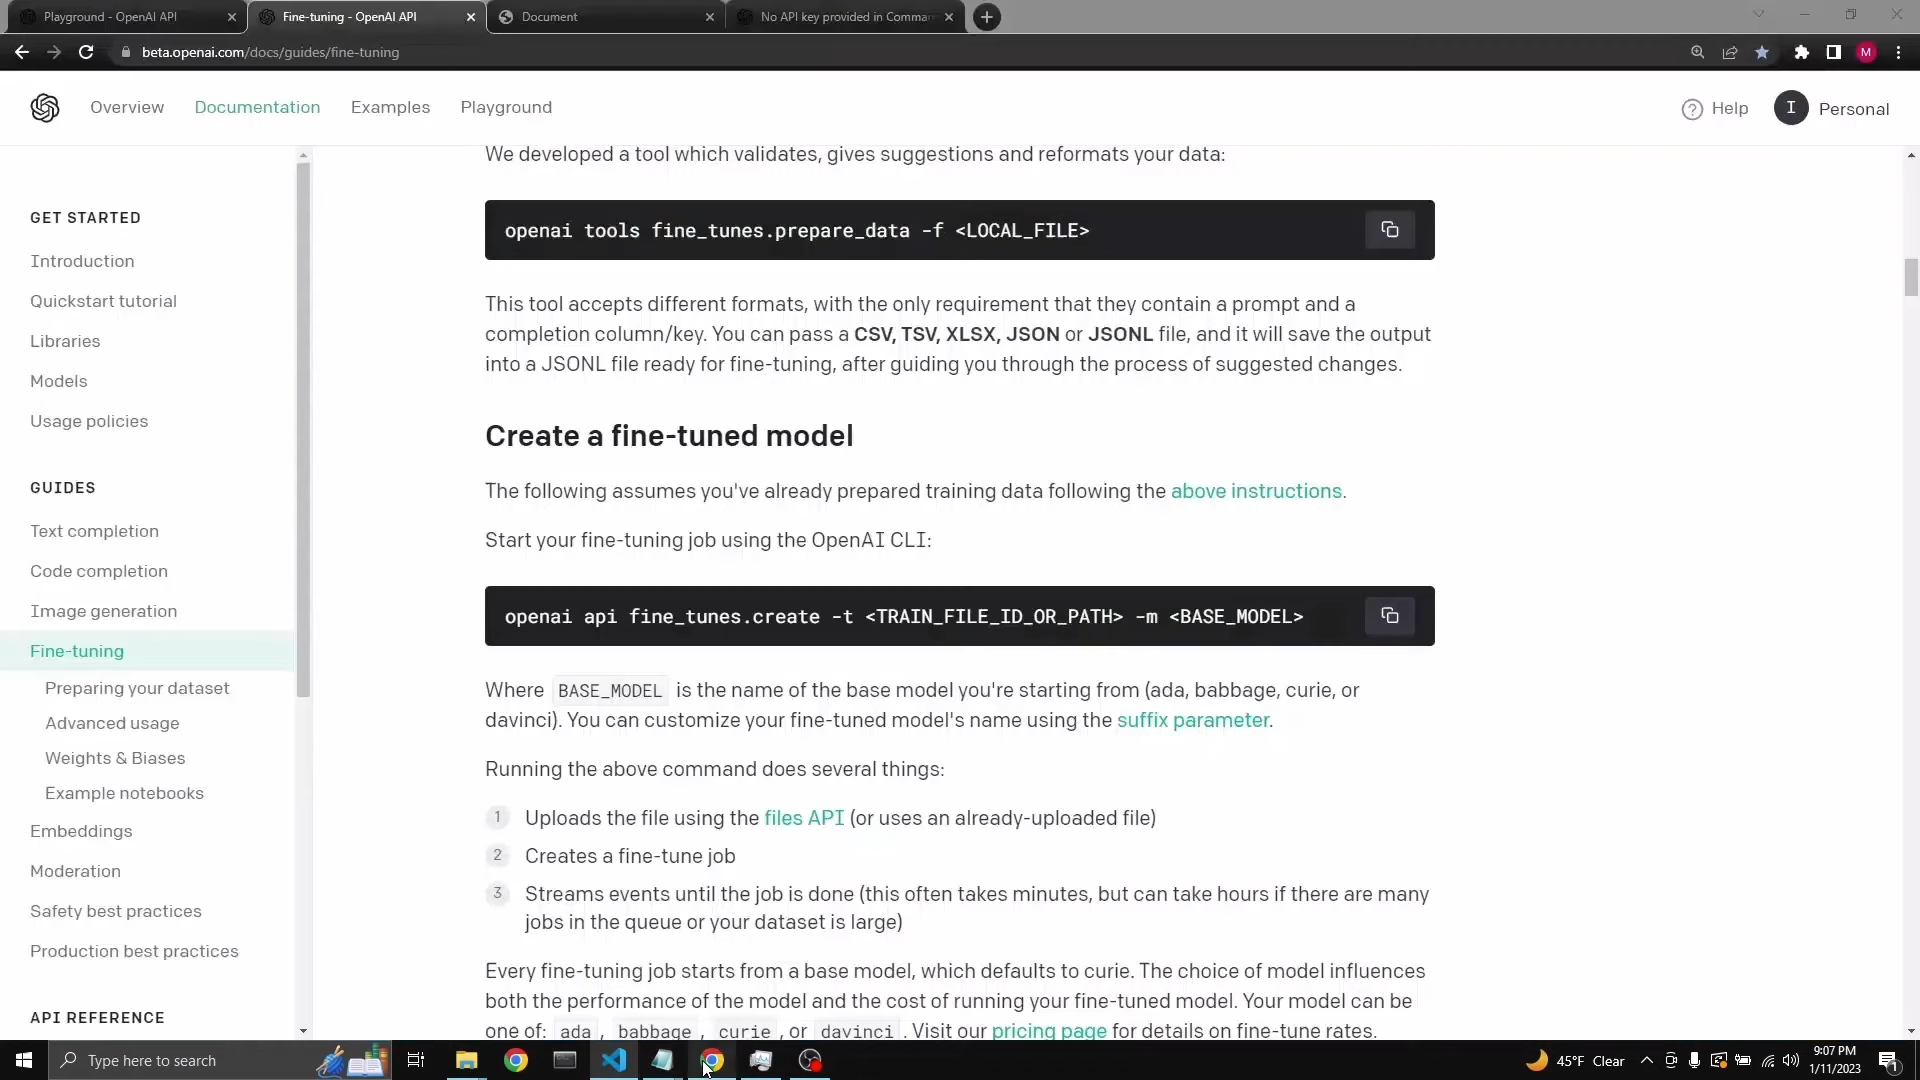 Playground - OpenAI API
Fine-tuning - OpenAI API
Document
No API key provided in Comman
beta.openai.com/docs/guides/fine-tuning
M
Overview
Documentation
Examples
Playground
? Help
I Personal
We developed a tool which validates, gives suggestions and reformats your data:
openai tools fine_tunes.prepare_data -f <LOCAL_FILE>
This tool accepts different formats, with the only requirement that they contain a prompt and a
completion column/key. You can pass a CSV, TSV, XLSX, JSON or JSONL file, and it will save the output
into a JSONL file ready for fine-tuning, after guiding you through the process of suggested changes.
Create a fine-tuned model
The following assumes you've already prepared training data following the above instructions.
Start your fine-tuning job using the OpenAI CLI:
openai api fine_tunes.create -t <TRAIN_FILE_ID_OR_PATH> -m <BASE_MODEL>
Where BASE_MODEL is the name of the base model you're starting from (ada, babbage, curie, or
davinci). You can customize your fine-tuned model's name using the suffix parameter.
Running the above command does several things:
1 Uploads the file using the files API (or uses an already-uploaded file)
2 Creates a fine-tune job
3 Streams events until the job is done (this often takes minutes, but can take hours if there are many
jobs in the queue or your dataset is large)
Every fine-tuning job starts from a base model, which defaults to curie. The choice of model influences
both the performance of the model and the cost of running your fine-tuned model. Your model can be
one of: ada, babbage, curie, or davinci. Visit our pricing page for details on fine-tune rates.
GET STARTED
Introduction
Quickstart tutorial
Libraries
Models
Usage policies
GUIDES
Text completion
Code completion
Image generation
Fine-tuning
Preparing your dataset
Advanced usage
Weights & Biases
Example notebooks
Embeddings
Moderation
Safety best practices
Production best practices
API REFERENCE
Type here to search
45°F Clear
9:07 PM
1/11/2023
1